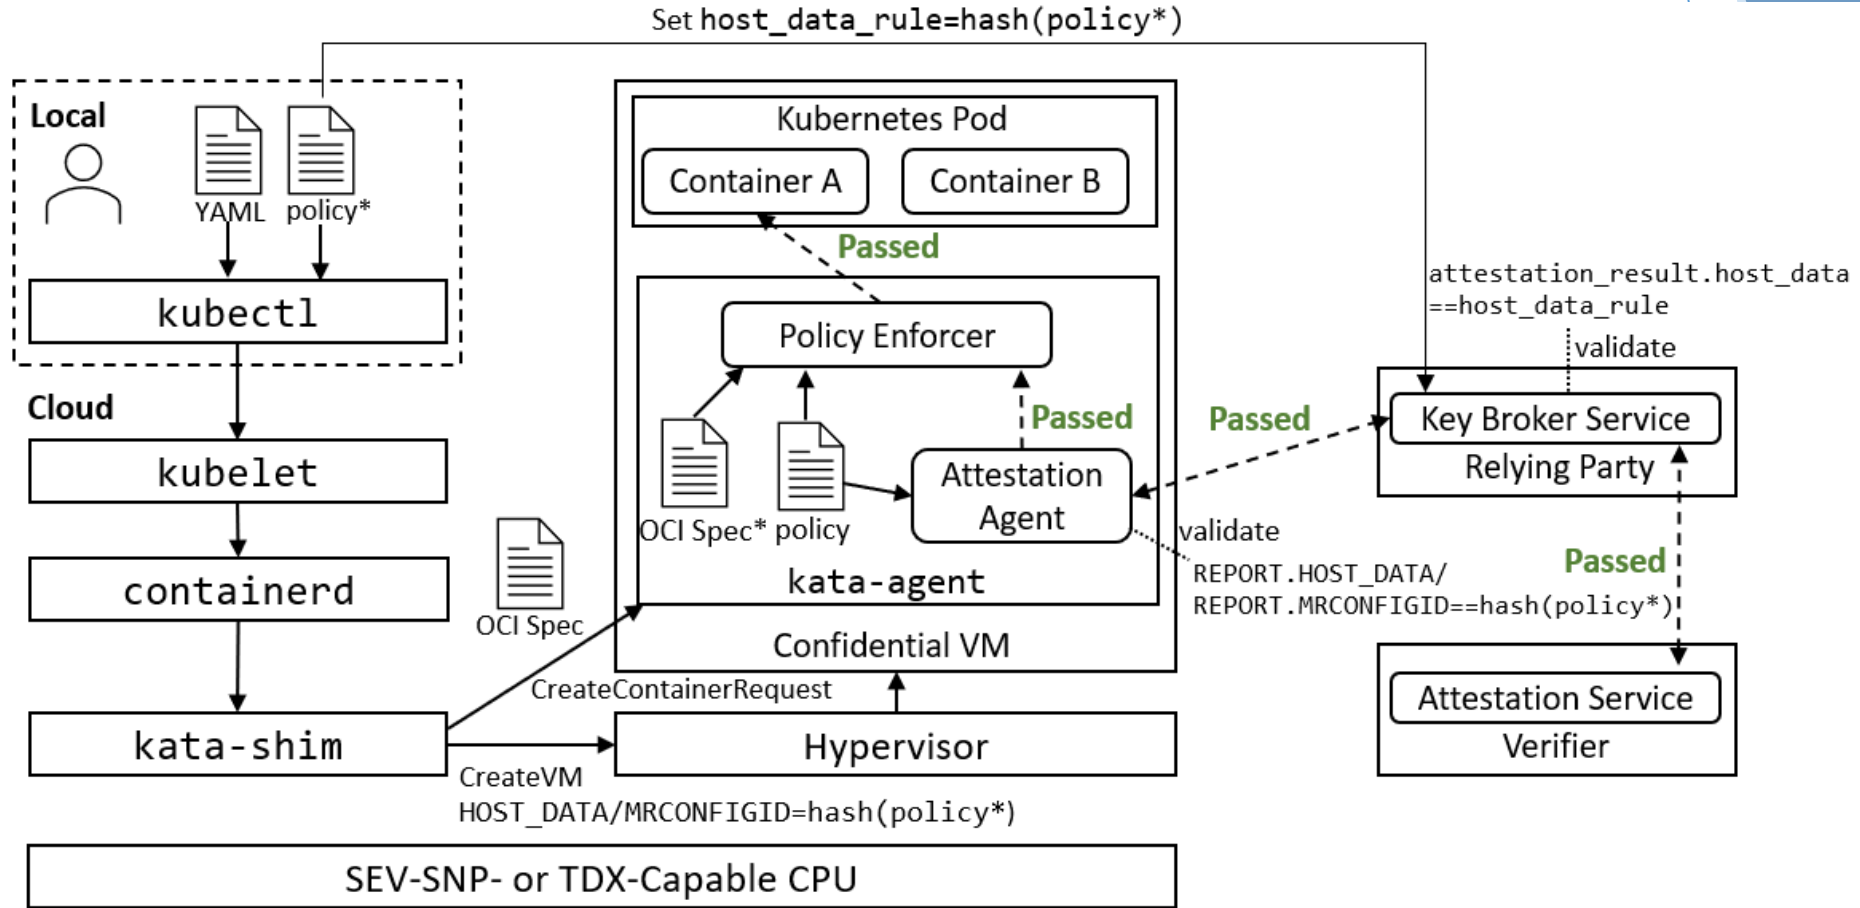 Set host_data_rule=hash(policy*)
Local
YAML
policy*
kubectl
Cloud
kubelet
containerd
kata-shim
OCI Spec
CreateContainerRequest
CreateVM
HOST_DATA/MRCONFIGID=hash(policy*)
Kubernetes Pod
Container A
Container B
Passed
Policy Enforcer
Passed
OCI Spec*
policy
Attestation
Agent
kata-agent
Confidential VM
Hypervisor
SEV-SNP- or TDX-Capable CPU
Passed
validate
REPORT.HOST_DATA/
REPORT.MRCONFIGID==hash(policy*)
attestation_result.host_data
==host_data_rule
validate
Key Broker Service
Relying Party
Passed
Attestation Service
Verifier